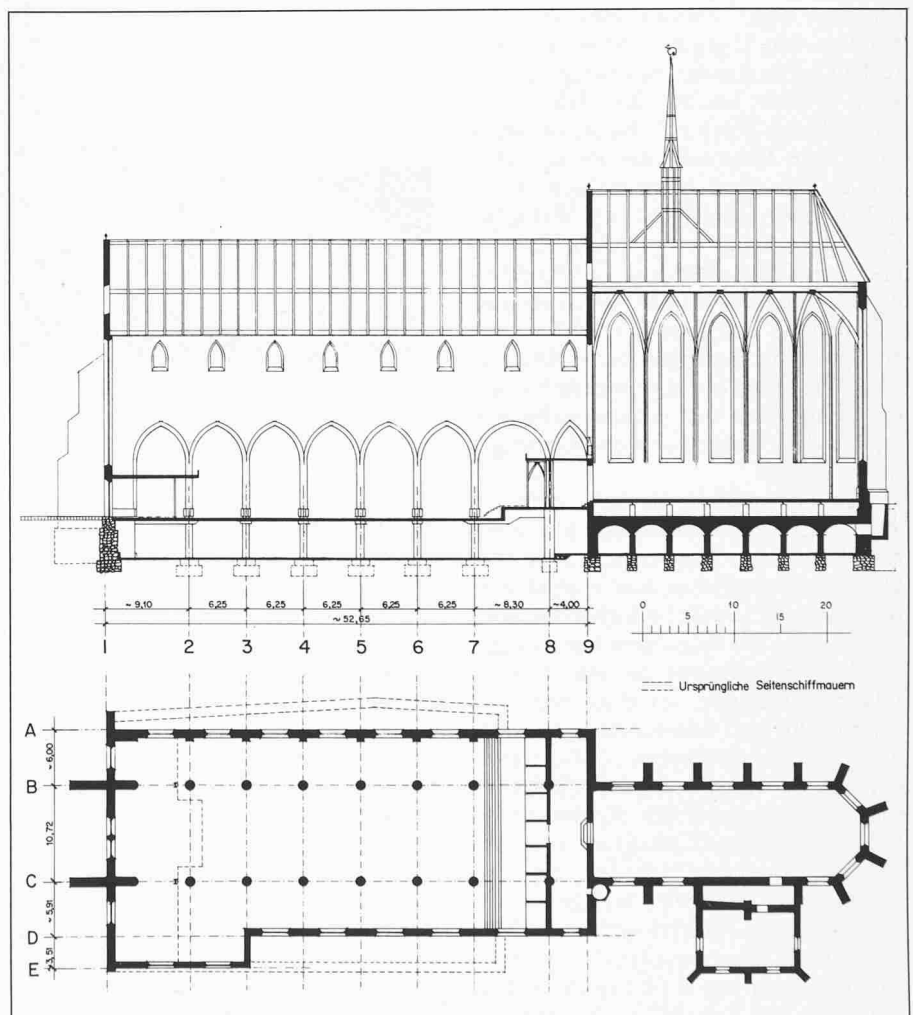 ~ 9,10 6,25 6,25 6,25 6,25 6,25 ~ 8,30 ~4,00
~ 52,65
1 2 3 4 5 6 7 8 9
0 5 10 15 20
Ursprüngliche Seitenschiffmauern
A
~ 6,00
B
10,72
C
~ 5,91
D
~3,51
E